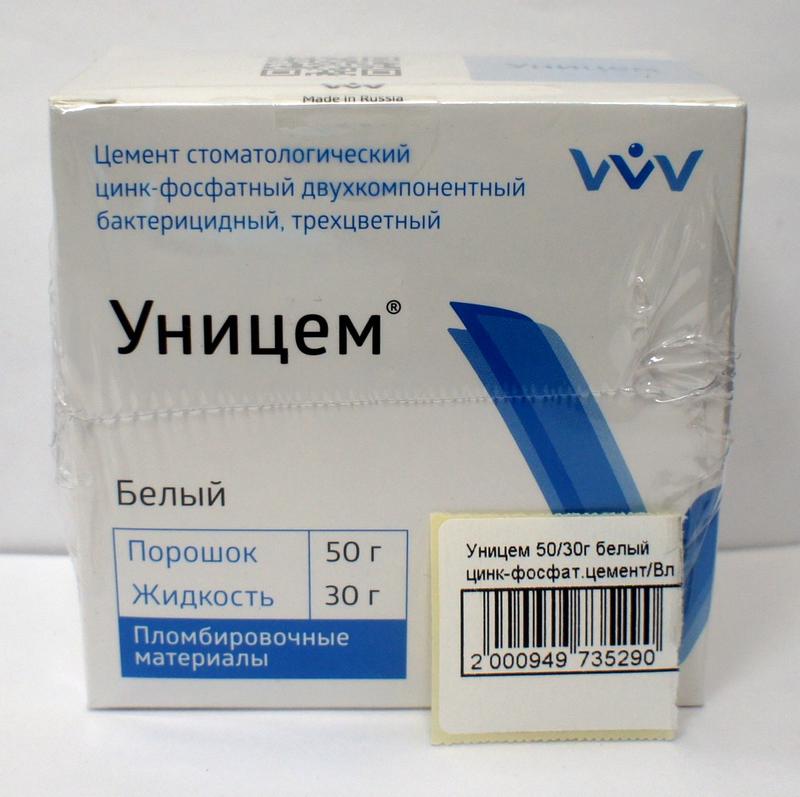 Made in Russia
Цемент стоматологический
цинк-фосфатный двухкомпонентный
бактерицидный, трехцветный
VVV
Уницем®
Белый
Порошок 50 г
Жидкость 30 г
Пломбировочные
материалы
Уницем 50/30г белый
цинк-фосфат.цемент/Вл
2 000949 735290